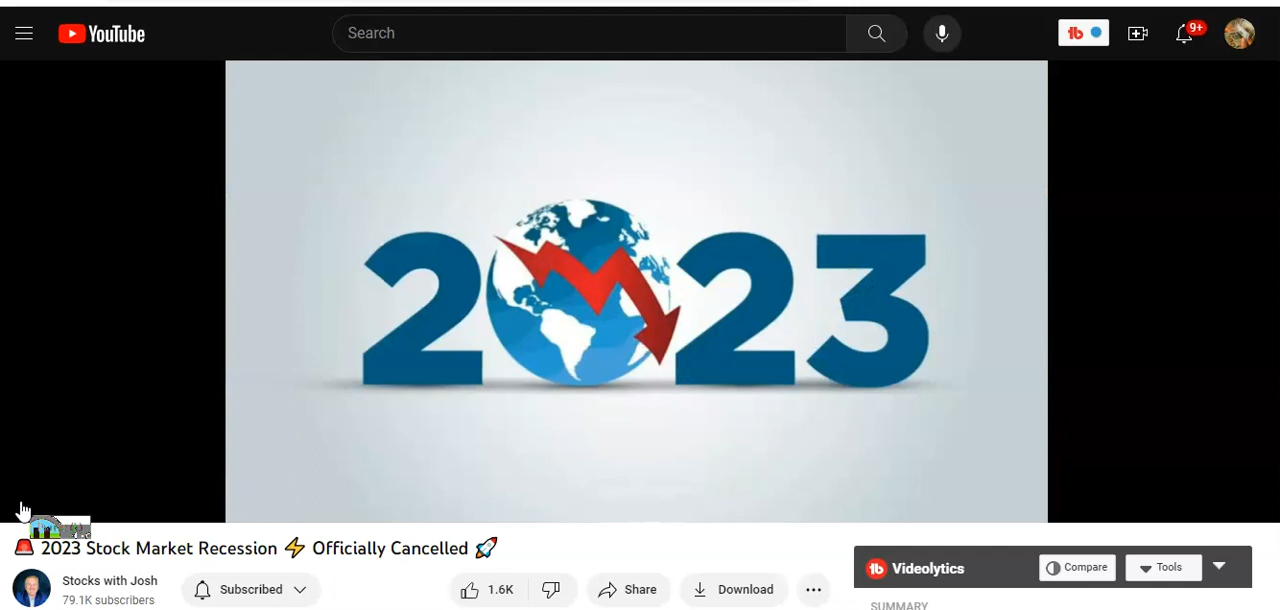 YouTube
Search
9+
2023
🚨 2023 Stock Market Recession ⚡ Officially Cancelled 🚀
Stocks with Josh
79.1K subscribers
Subscribed
1.6K
Share
Download
tb Videolytics
Compare
Tools
SUMMARY